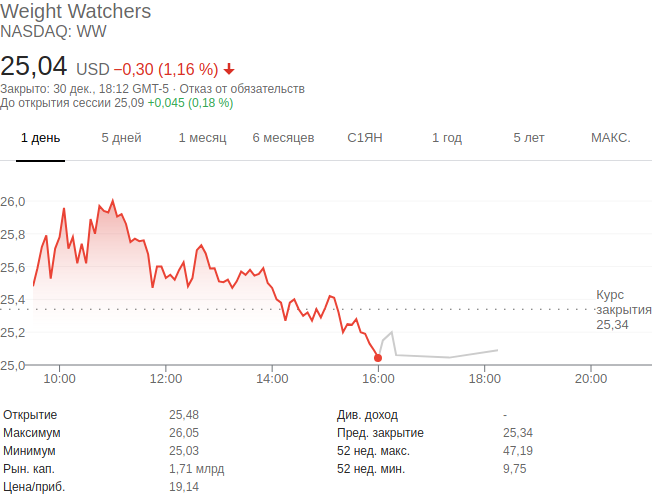 Weight Watchers
NASDAQ: WW
25,04 USD −0,30 (1,16 %)
Закрыто: 30 дек., 18:12 GMT-5 · Отказ от обязательств
До открытия сессии 25,09 +0,045 (0,18 %)
1 день 5 дней 1 месяц 6 месяцев С1ЯН 1 год 5 лет МАКС.
26,0
25,8
25,6
25,4
25,2
25,0
Курс
закрытия
25,34
10:00 12:00 14:00 16:00 18:00 20:00
Открытие 25,48 Див. доход -
Максимум 26,05 Пред. закрытие 25,34
Минимум 25,03 52 нед. макс. 47,19
Рын. кап. 1,71 млрд 52 нед. мин. 9,75
Цена/приб. 19,14